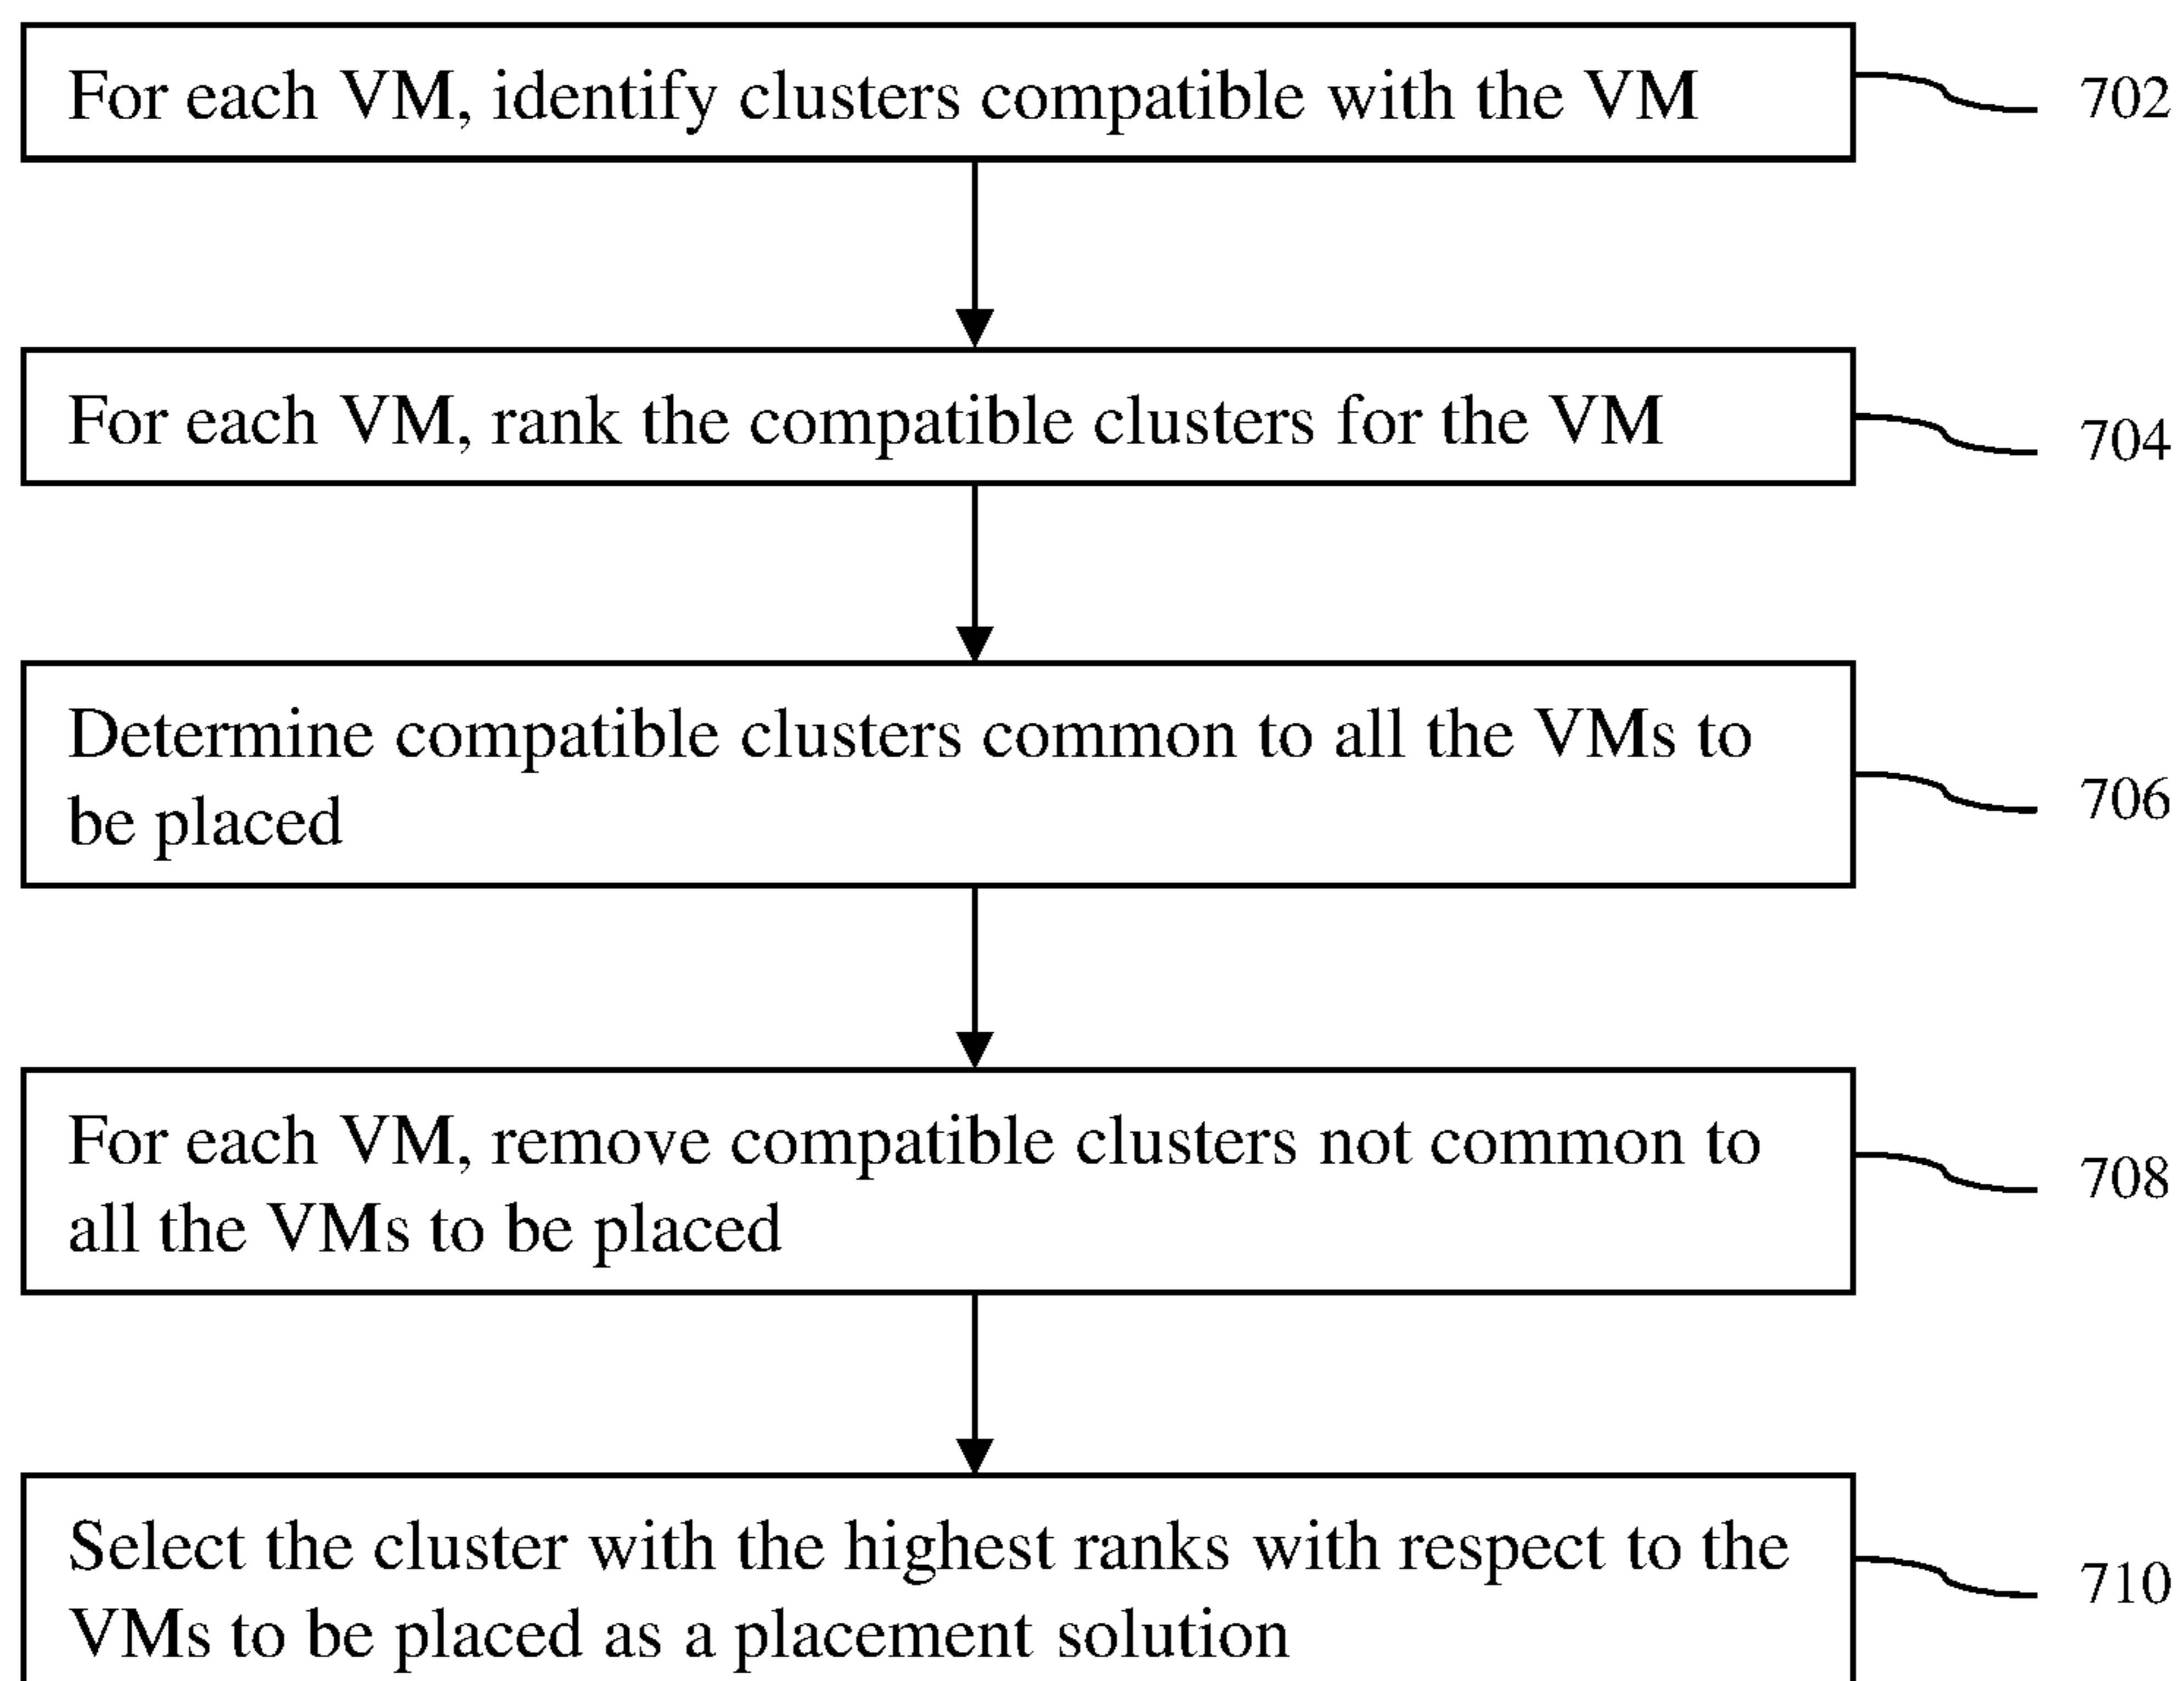 For each VM, identify clusters compatible with the VM
702
For each VM, rank the compatible clusters for the VM
704
Determine compatible clusters common to all the VMs to
be placed
706
For each VM, remove compatible clusters not common to
all the VMs to be placed
708
Select the cluster with the highest ranks with respect to the
VMs to be placed as a placement solution
710